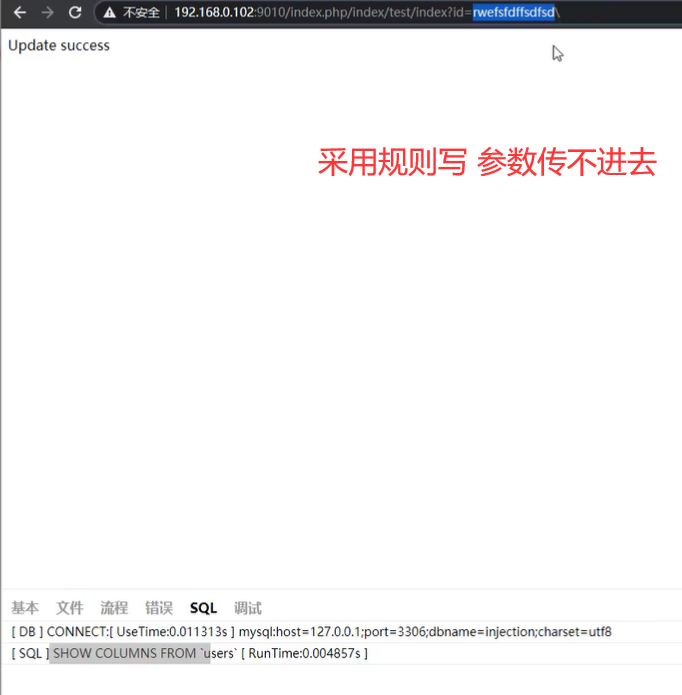 不安全 192.168.0.102:9010/index.php/index/test/index?id=rwefsfdffsdfsd\
Update success
采用规则写 参数传不进去
基本 文件 流程 错误 SQL 调试
[ DB ] CONNECT:[ UseTime:0.011313s ] mysql:host=127.0.0.1;port=3306;dbname=injection;charset=utf8
[ SQL ] SHOW COLUMNS FROM `users` [ RunTime:0.004857s ]